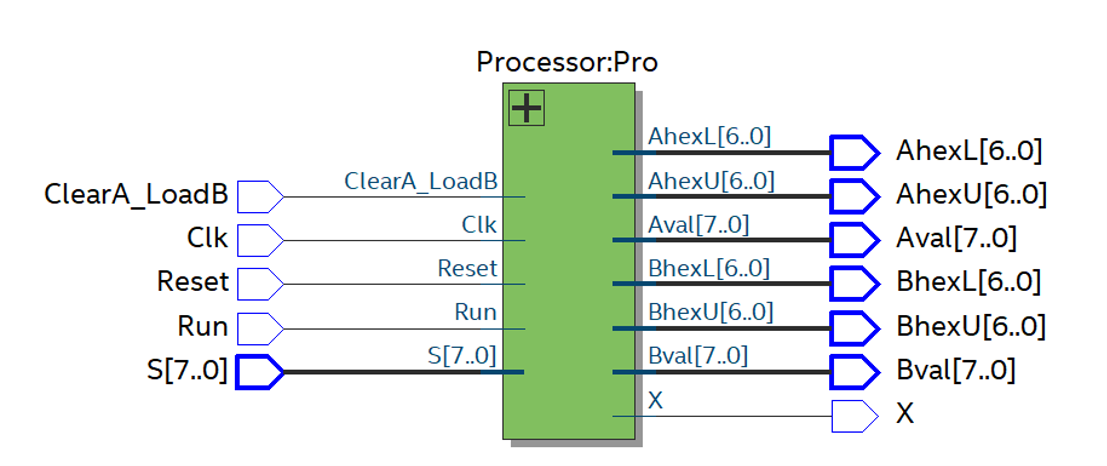 Processor:Pro
ClearA_LoadB
Clk
Reset
Run
S[7..0]
ClearA_LoadB
Clk
Reset
Run
S[7..0]
AhexL[6..0]
AhexU[6..0]
Aval[7..0]
BhexL[6..0]
BhexU[6..0]
Bval[7..0]
X
AhexL[6..0]
AhexU[6..0]
Aval[7..0]
BhexL[6..0]
BhexU[6..0]
Bval[7..0]
X